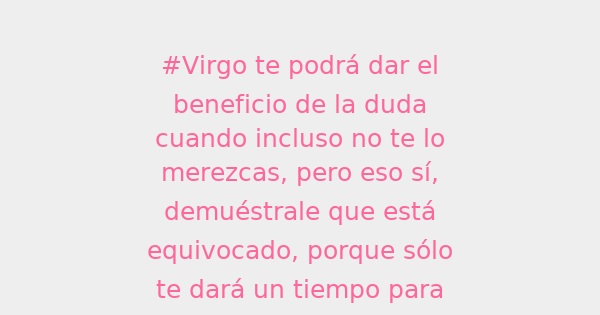 #Virgo te podrá dar el
beneficio de la duda
cuando incluso no te lo
merezcas, pero eso sí,
demuéstrale que está
equivocado, porque sólo
te dará un tiempo para